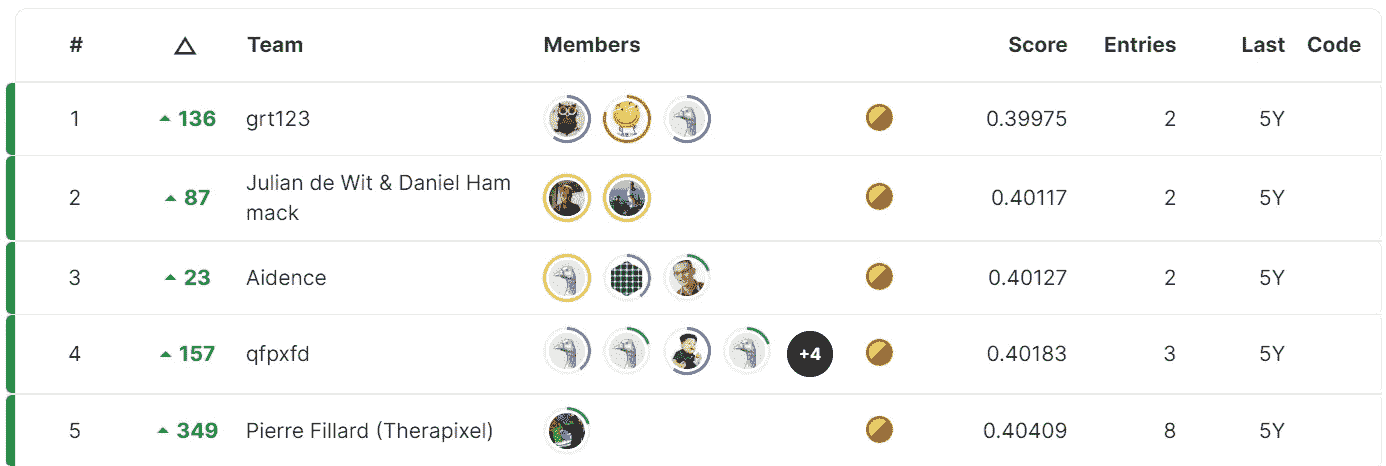 # Team Members Score Entries Last Code
1 136 grt123 0.39975 2 5Y
2 87 Julian de Wit & Daniel Ham 0.40117 2 5Y
mack
3 23 Aidence 0.40127 2 5Y
4 157 qfpxfd +4 0.40183 3 5Y
5 349 Pierre Fillard (Therapixel) 0.40409 8 5Y